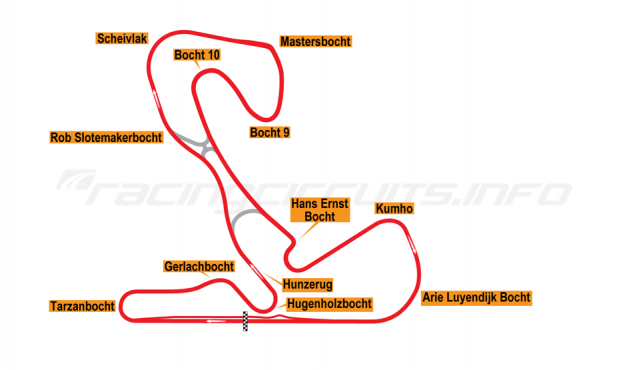 Scheivlak
Mastersbocht
Bocht 10
Bocht 9
Rob Slotemakerbocht
racingcircuits.info
Hans Ernst
Bocht
Kumho
Gerlachbocht
Hunzerug
Hugenholzbocht
Arie Luyendijk Bocht
Tarzanbocht